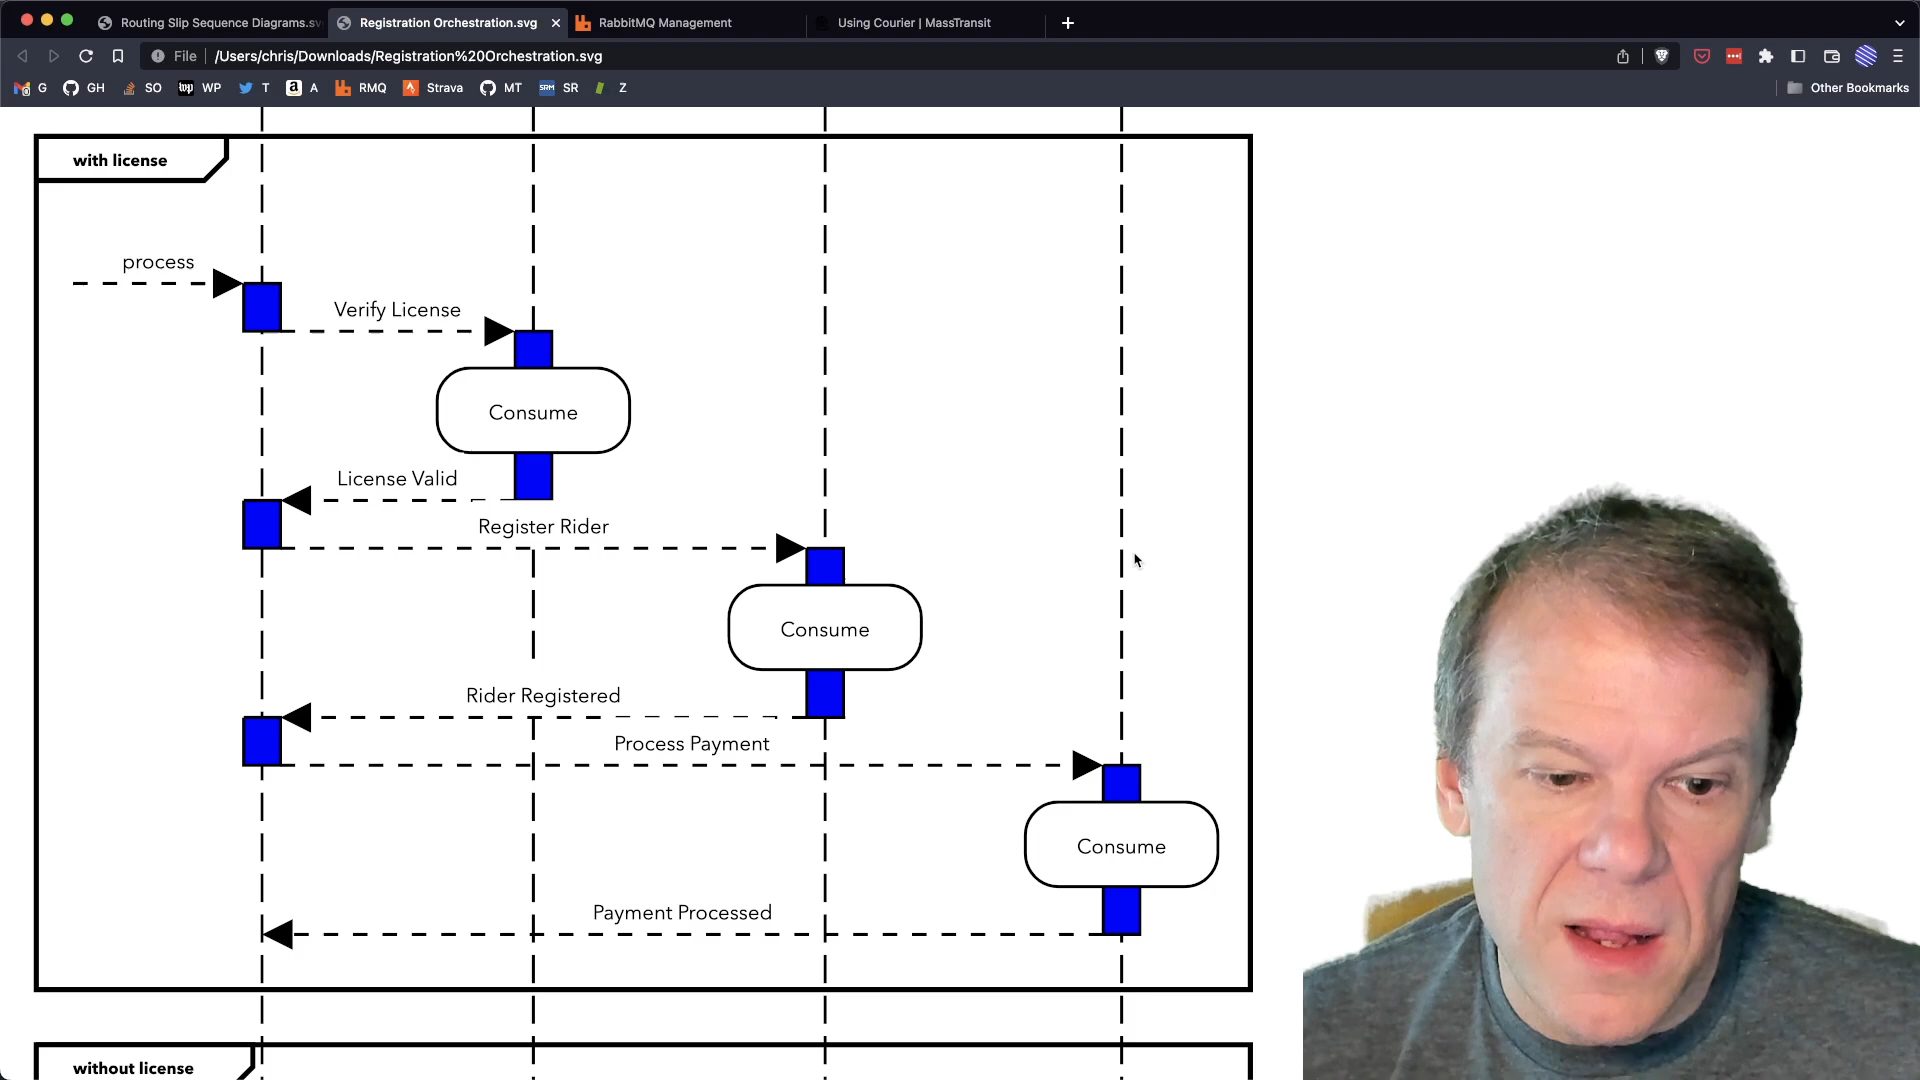 Routing Slip Sequence Diagrams.sv
Registration Orchestration.svg
RabbitMQ Management
Using Courier | MassTransit
File
/Users/chris/Downloads/Registration%20Orchestration.svg
G
GH
SO
wp
WP
T
a
A
RMQ
Strava
MT
SRM
SR
Z
Other Bookmarks
with license
process
Verify License
Consume
License Valid
Register Rider
Consume
Rider Registered
Process Payment
Consume
Payment Processed
without license